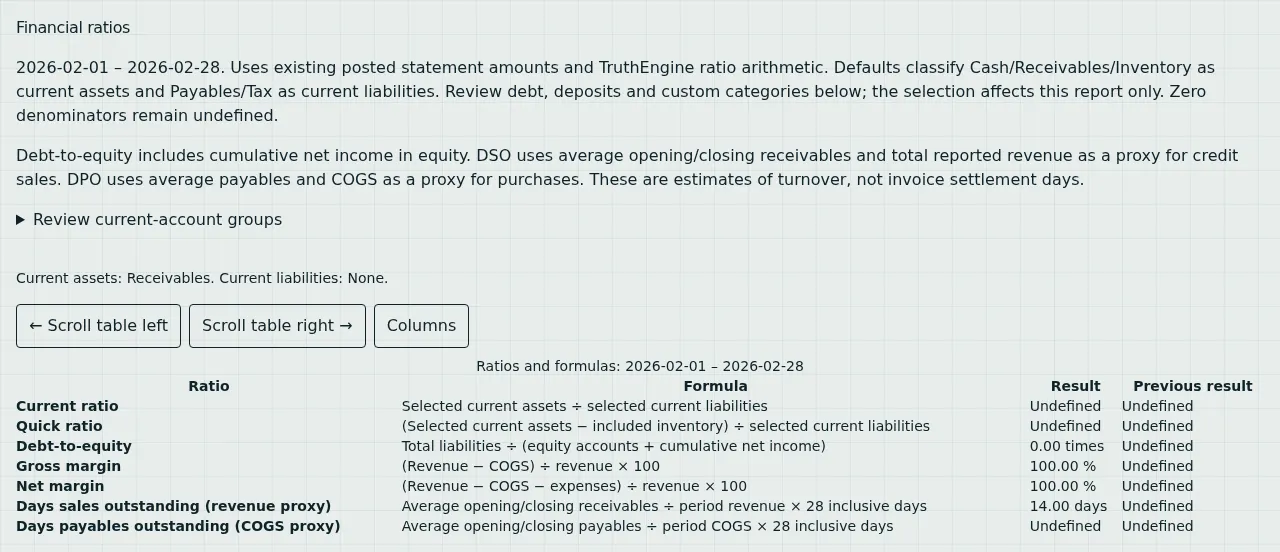 Financial ratios
2026-02-01 – 2026-02-28. Uses existing posted statement amounts and TruthEngine ratio arithmetic. Defaults classify Cash/Receivables/Inventory as
current assets and Payables/Tax as current liabilities. Review debt, deposits and custom categories below; the selection affects this report only. Zero
denominators remain undefined.
Debt-to-equity includes cumulative net income in equity. DSO uses average opening/closing receivables and total reported revenue as a proxy for credit
sales. DPO uses average payables and COGS as a proxy for purchases. These are estimates of turnover, not invoice settlement days.
▶ Review current-account groups
Current assets: Receivables. Current liabilities: None.
← Scroll table left Scroll table right → Columns
Ratios and formulas: 2026-02-01 – 2026-02-28
Ratio Formula Result Previous result
Current ratio Selected current assets ÷ selected current liabilities Undefined Undefined
Quick ratio (Selected current assets − included inventory) ÷ selected current liabilities Undefined Undefined
Debt-to-equity Total liabilities ÷ (equity accounts + cumulative net income) 0.00 times Undefined
Gross margin (Revenue − COGS) ÷ revenue × 100 100.00 % Undefined
Net margin (Revenue − COGS − expenses) ÷ revenue × 100 100.00 % Undefined
Days sales outstanding (revenue proxy) Average opening/closing receivables ÷ period revenue × 28 inclusive days 14.00 days Undefined
Days payables outstanding (COGS proxy) Average opening/closing payables ÷ period COGS × 28 inclusive days Undefined Undefined